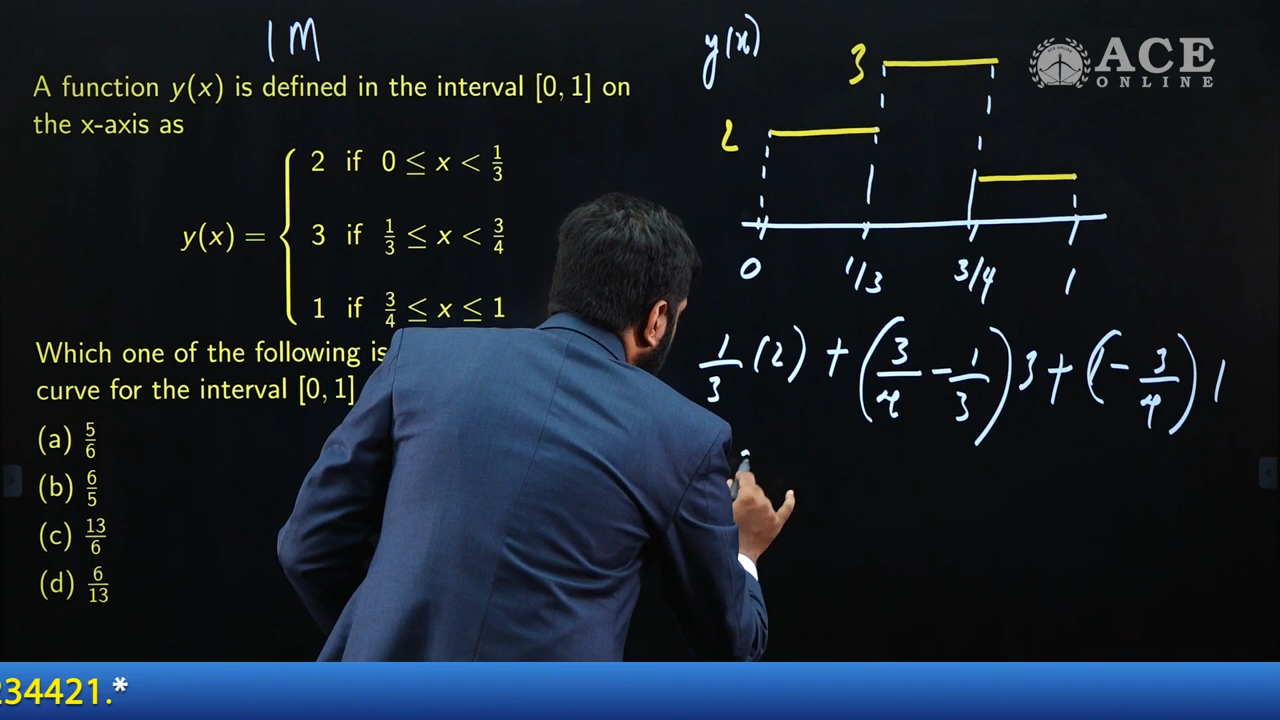 1M
A function y(x) is defined in the interval [0, 1] on
the x-axis as
y(x) = { 2 if 0 ≤ x < 1/3
3 if 1/3 ≤ x < 3/4
1 if 3/4 ≤ x ≤ 1
Which one of the following is
curve for the interval [0, 1]
(a) 5/6
(b) 6/5
(c) 13/6
(d) 6/13
y(x)
3
2
0 1/3 3/4 1
1/3 (2) + (3/4 - 1/3) 3 + (1 - 3/4) 1
ACE
ONLINE
234421.*